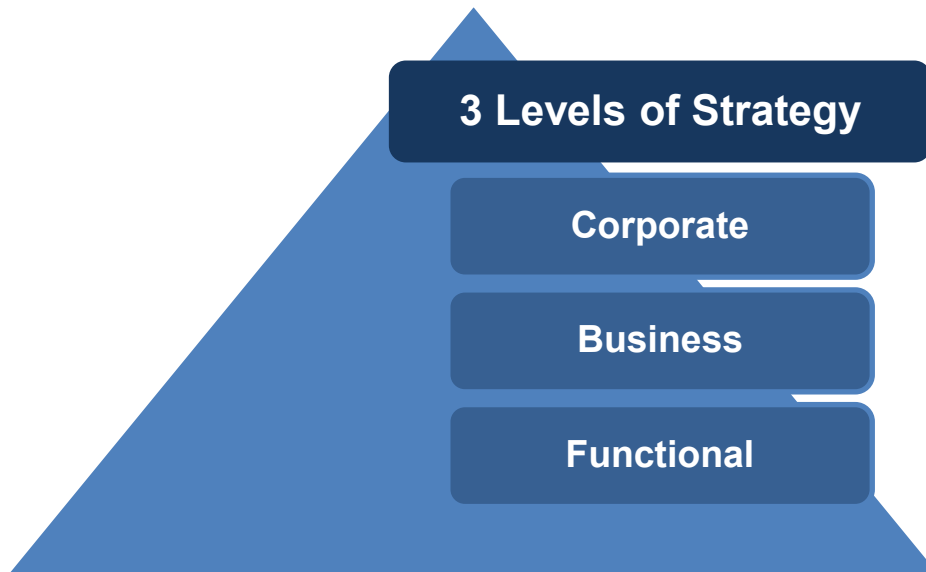 3 Levels of Strategy
Corporate
Business
Functional